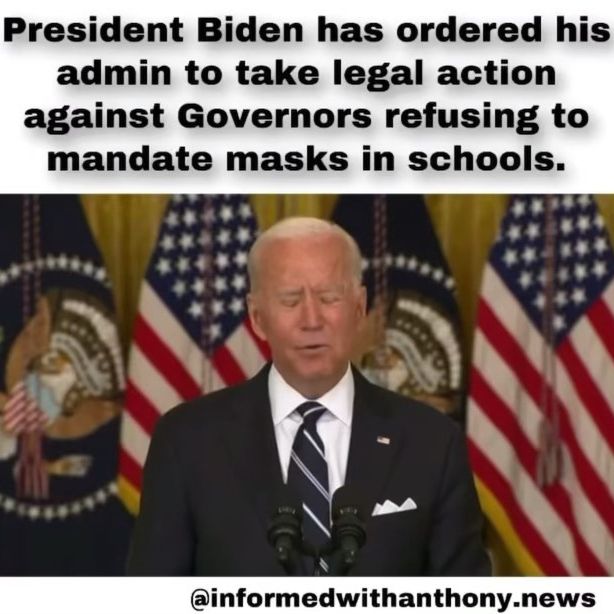 President Biden has ordered his
admin to take legal action
against Governors refusing to
mandate masks in schools.
@informedwithanthony.news